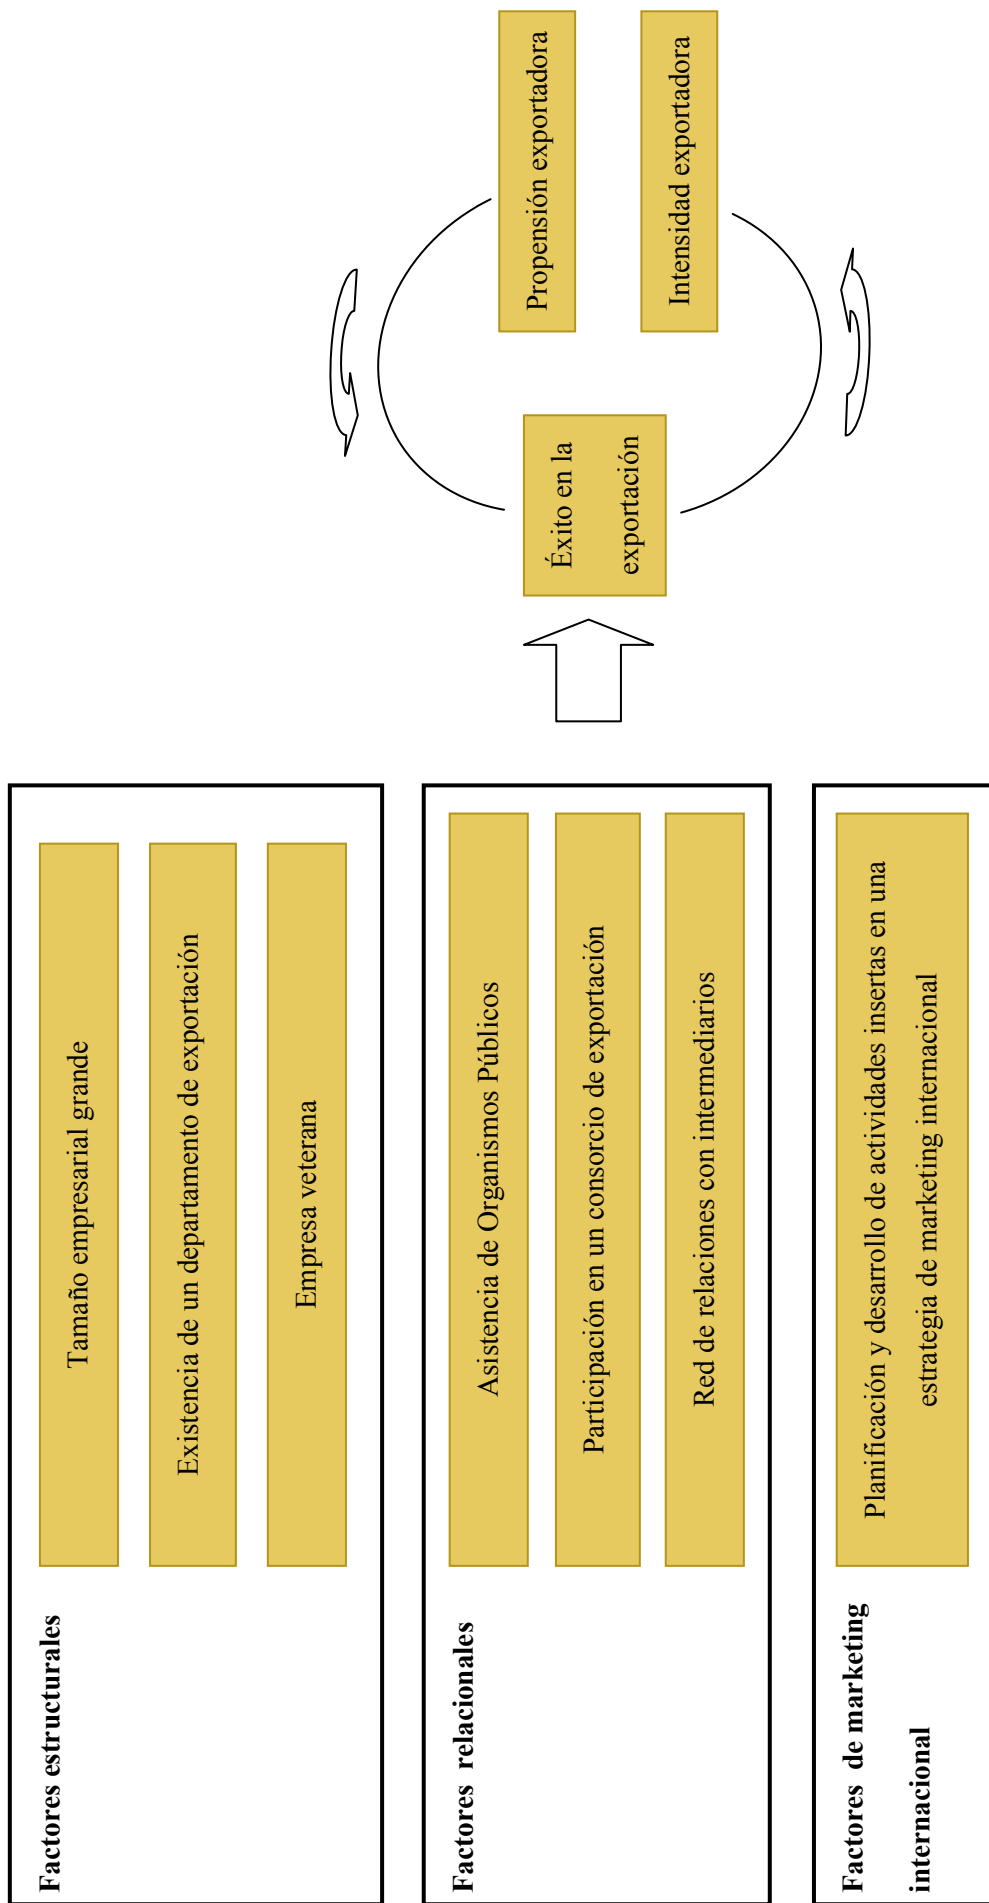 Factores estructurales
Tamaño empresarial grande
Existencia de un departamento de exportación
Empresa veterana
Factores relacionales
Asistencia de Organismos Públicos
Participación en un consorcio de exportación
Red de relaciones con intermediarios
Factores de marketing
internacional
Planificación y desarrollo de actividades insertas en una
estrategia de marketing internacional
Éxito en la
exportación
Propensión exportadora
Intensidad exportadora